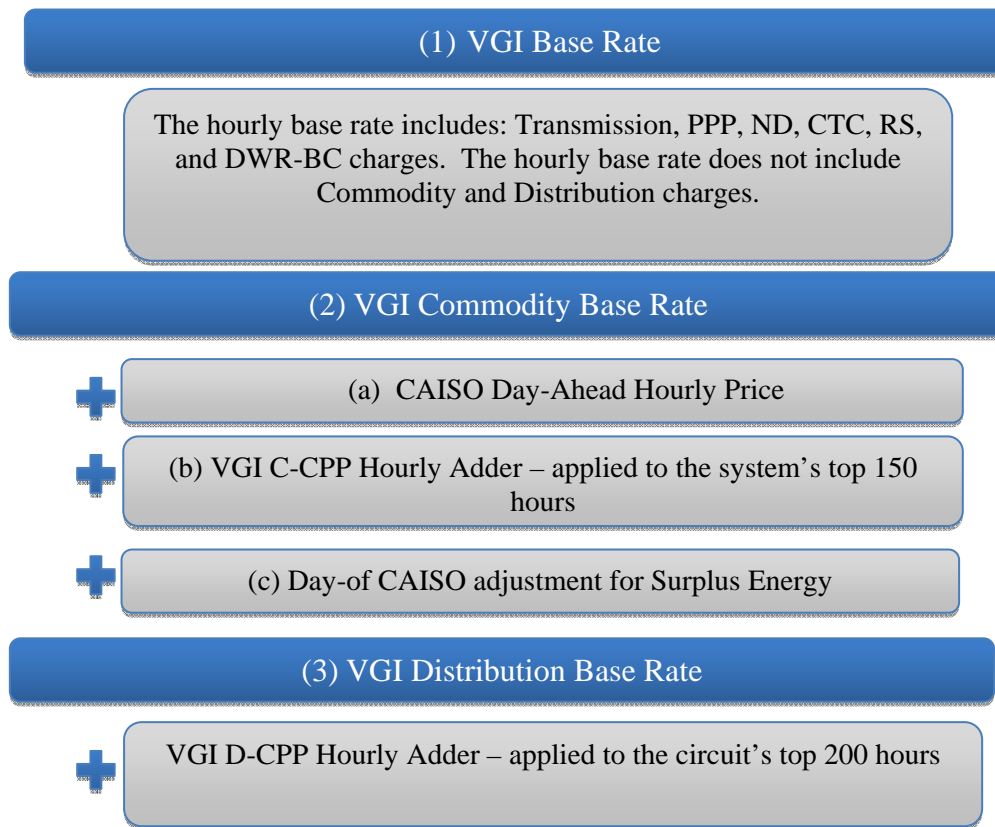 (1) VGI Base Rate
The hourly base rate includes: Transmission, PPP, ND, CTC, RS,
and DWR-BC charges.  The hourly base rate does not include
Commodity and Distribution charges.
(2) VGI Commodity Base Rate
(a)  CAISO Day-Ahead Hourly Price
(b) VGI C-CPP Hourly Adder – applied to the system’s top 150
hours
(c) Day-of CAISO adjustment for Surplus Energy
(3) VGI Distribution Base Rate
VGI D-CPP Hourly Adder – applied to the circuit’s top 200 hours